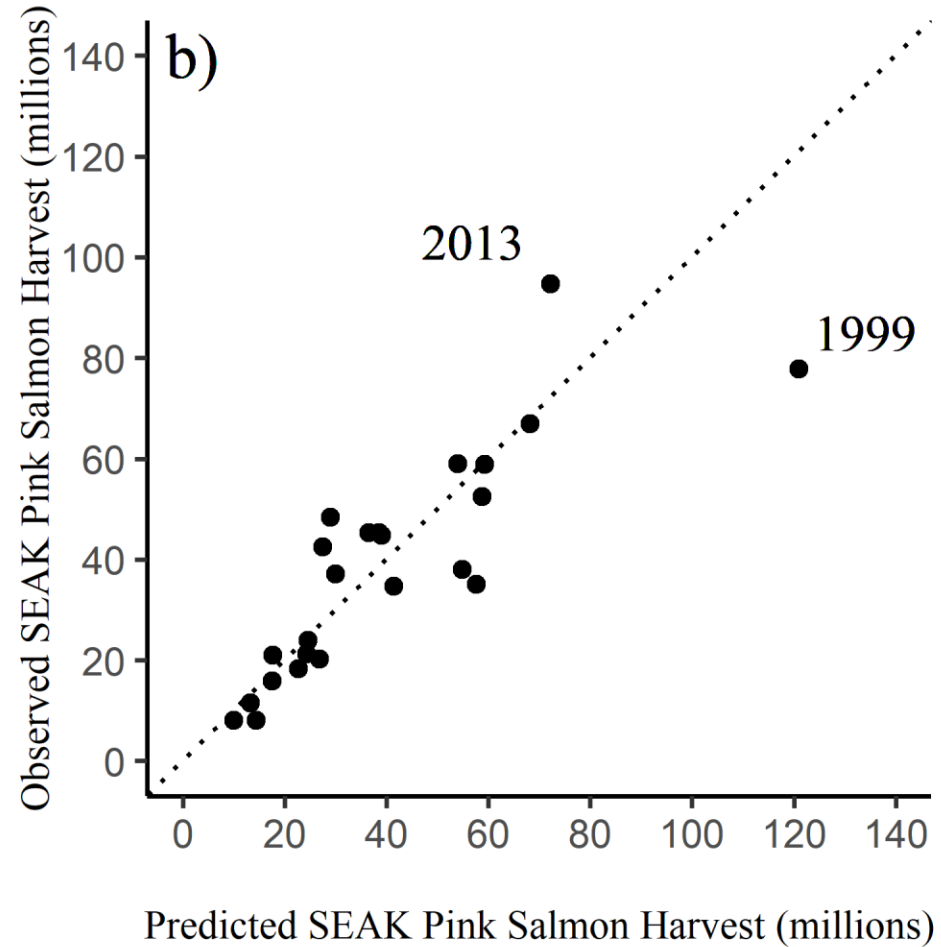 b)
Observed SEAK Pink Salmon Harvest (millions)
140
120
100
80
60
40
20
0
2013
1999
0 20 40 60 80 100 120 140
Predicted SEAK Pink Salmon Harvest (millions)